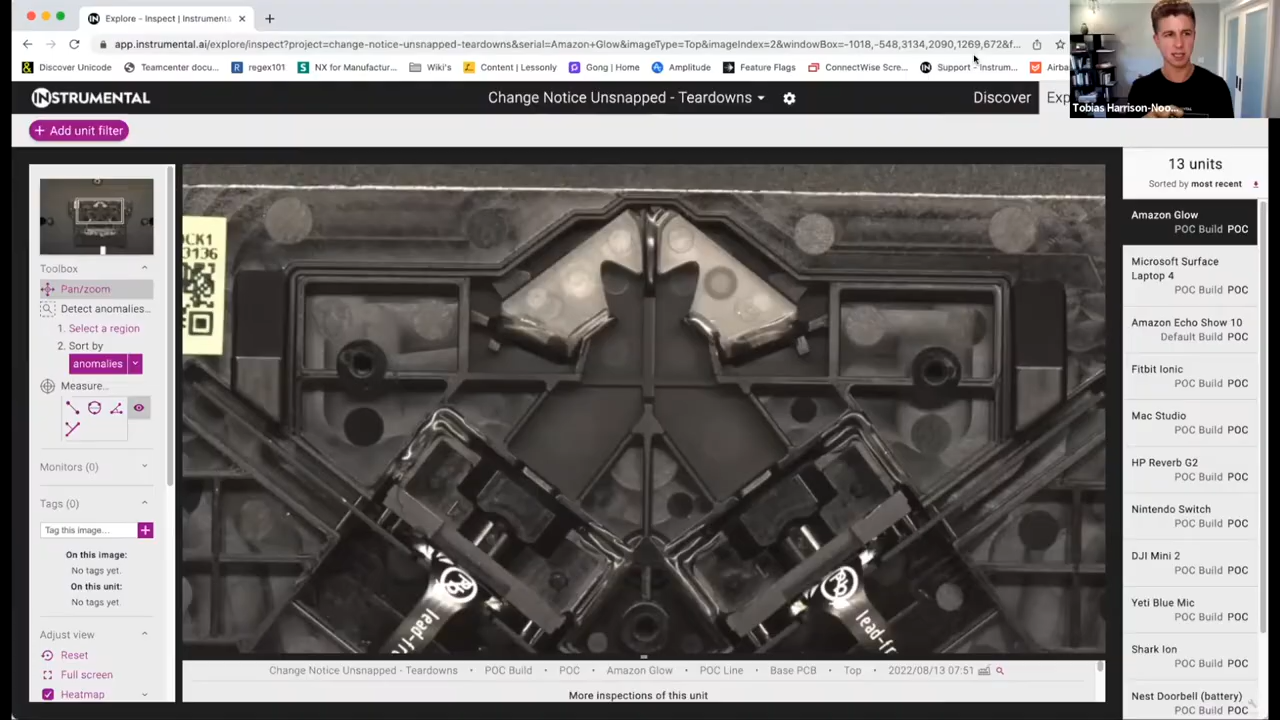 Explore - Inspect | Instrumenta
app.instrumental.ai/explore/inspect?project=change-notice-unsnapped-teardowns&serial=Amazon+Glow&imageType=Top&imageIndex=2&windowBox=-1018,-548,3134,2090,1269,672&f...
Discover Unicode
Teamcenter docu...
regex101
NX for Manufactur...
Wiki's
Content | Lessonly
Gong | Home
Amplitude
Feature Flags
ConnectWise Scre...
Support - Instrum...
Airba
Tobias Harrison-Noo...
INSTRUMENTAL
Change Notice Unsnapped - Teardowns
Discover
Exp
+ Add unit filter
Toolbox
Pan/zoom
Detect anomalies...
1. Select a region
2. Sort by
anomalies
Measure...
Monitors (0)
Tags (0)
Tag this image...
+
On this image:
No tags yet.
On this unit:
No tags yet.
Adjust view
Reset
Full screen
Heatmap
CK1
3136
lead-fr
lead-fr
Change Notice Unsnapped - Teardowns • POC Build • POC • Amazon Glow • POC Line • Base PCB • Top • 2022/08/13 07:51
More inspections of this unit
13 units
Sorted by most recent
Amazon Glow
POC Build POC
Microsoft Surface
Laptop 4
POC Build POC
Amazon Echo Show 10
Default Build POC
Fitbit Ionic
POC Build POC
Mac Studio
POC Build POC
HP Reverb G2
POC Build POC
Nintendo Switch
POC Build POC
DJI Mini 2
POC Build POC
Yeti Blue Mic
POC Build POC
Shark Ion
POC Build POC
Nest Doorbell (battery)
POC Build POC